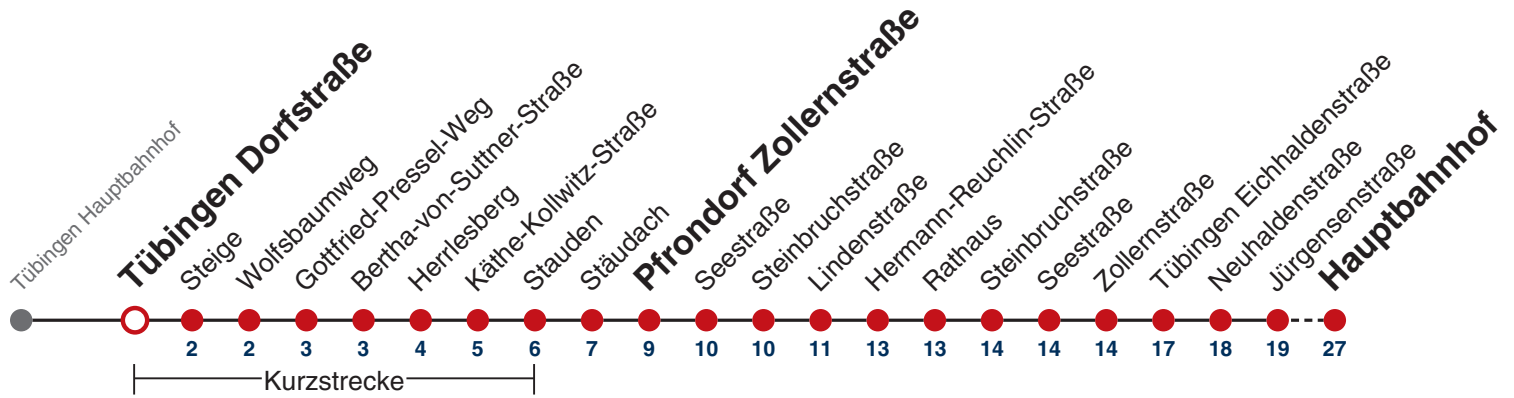 Tübingen Hauptbahnhof
Tübingen Dorfstraße
Steige
Wolfsbaumweg
Gottfried-Pressel-Weg
Bertha-von-Suttner-Straße
Herrlesberg
Käthe-Kollwitz-Straße
Stauden
Stäudach
Pfrondorf Zollernstraße
Seestraße
Steinbruchstraße
Lindenstraße
Hermann-Reuchlin-Straße
Rathaus
Steinbruchstraße
Seestraße
Zollernstraße
Tübingen Eichhaldenstraße
Neuhaldenstraße
Jürgensenstraße
Hauptbahnhof
2 2 3 3 4 5 6 7 9 10 10 11 13 13 14 14 14 17 18 19 27
Kurzstrecke